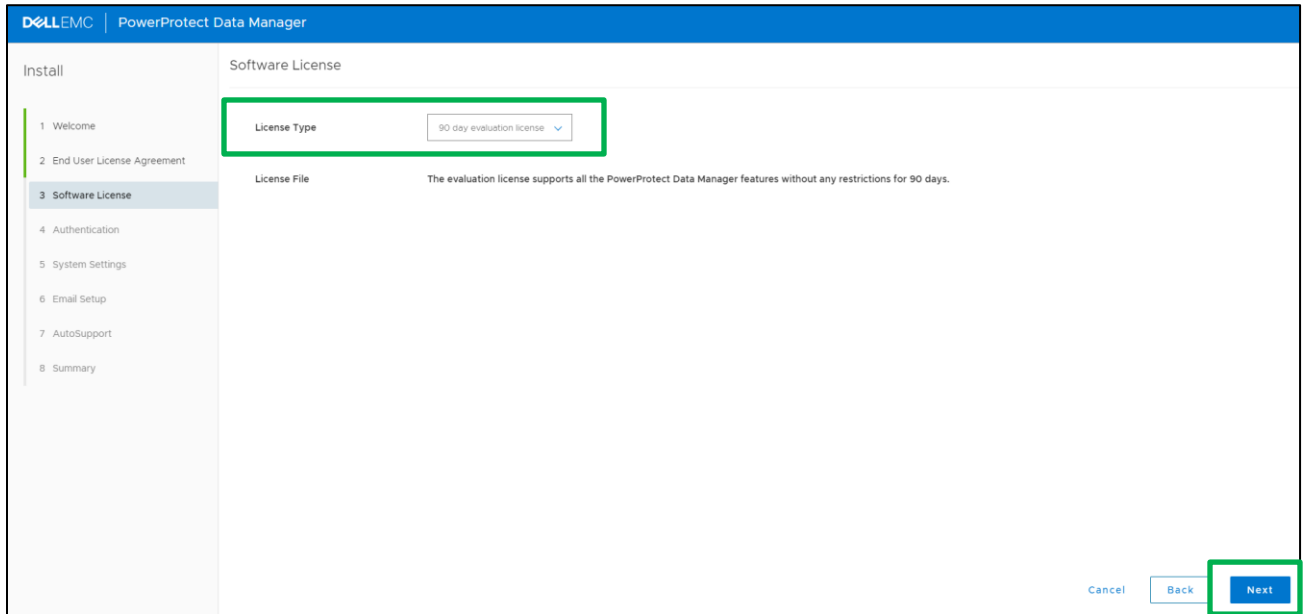 DELLEMC | PowerProtect Data Manager
Install
Software License
1 Welcome
2 End User License Agreement
3 Software License
4 Authentication
5 System Settings
6 Email Setup
7 AutoSupport
8 Summary
License Type 90 day evaluation license
License File The evaluation license supports all the PowerProtect Data Manager features without any restrictions for 90 days.
Cancel Back Next